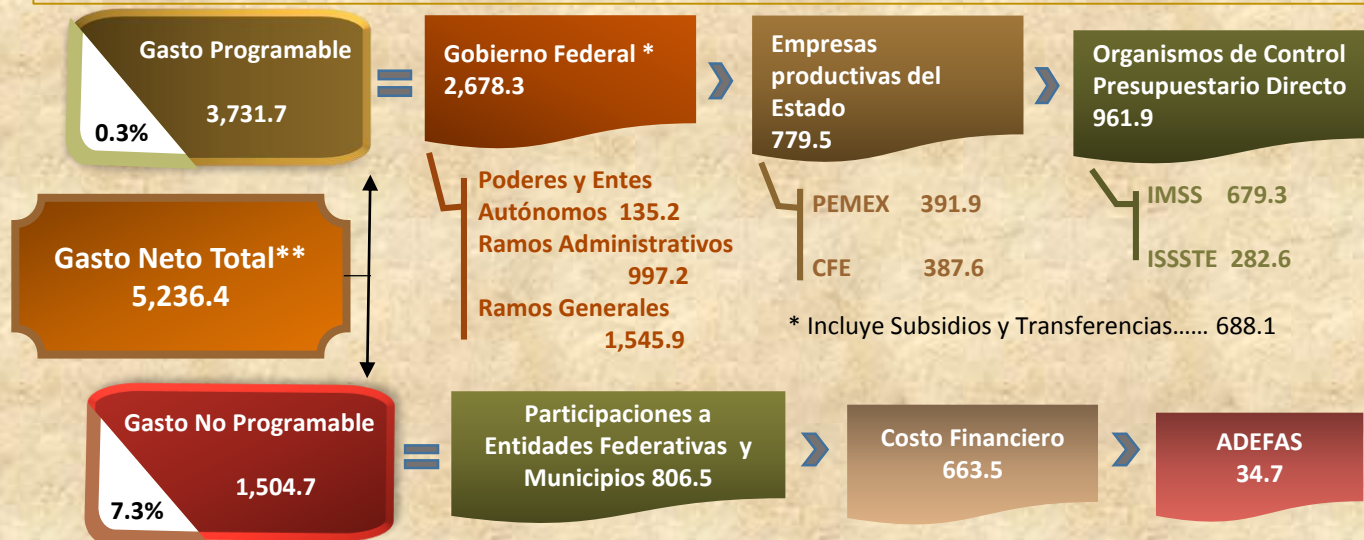 Gasto Programable
3,731.7
0.3%
=
Gobierno Federal *
2,678.3
Empresas
productivas del
Estado
779.5
Organismos de Control
Presupuestario Directo
961.9
Poderes y Entes
Autónomos 135.2
Ramos Administrativos
997.2
Ramos Generales
1,545.9
PEMEX 391.9
CFE 387.6
IMSS 679.3
ISSSTE 282.6
* Incluye Subsidios y Transferencias...... 688.1
Gasto Neto Total**
5,236.4
Gasto No Programable
1,504.7
7.3%
=
Participaciones a
Entidades Federativas y
Municipios 806.5
Costo Financiero
663.5
ADEFAS
34.7